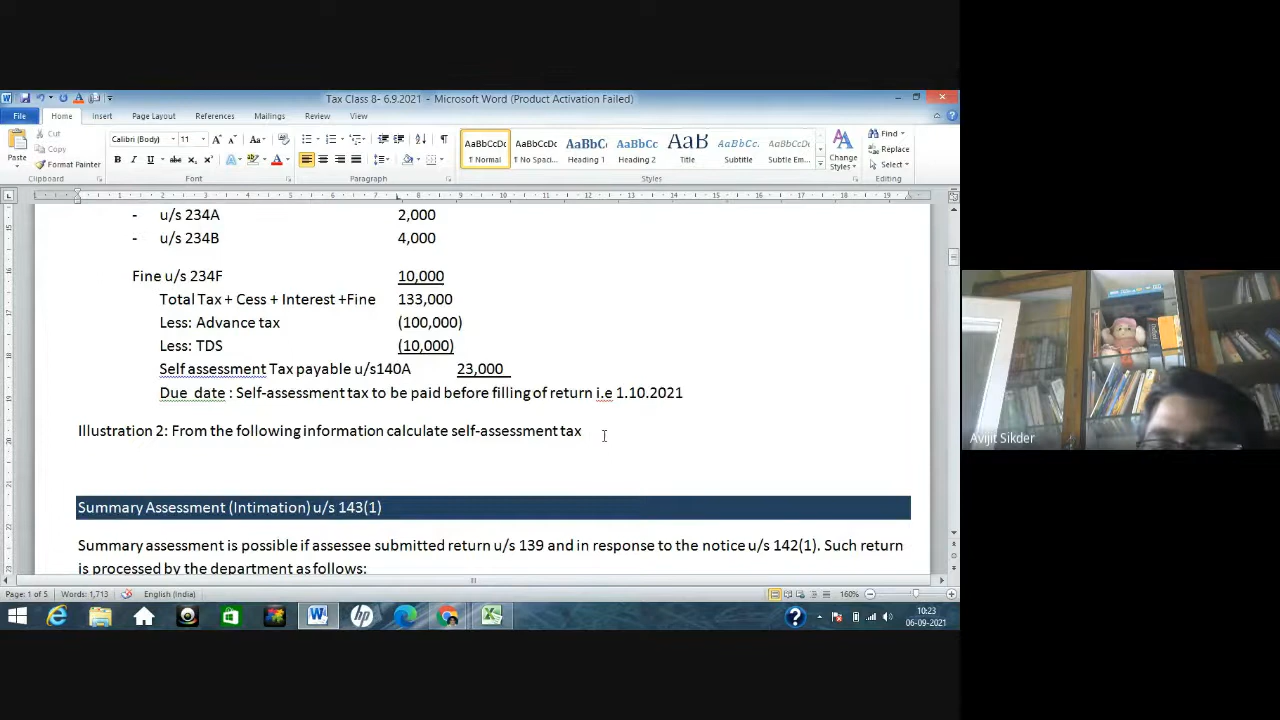 Tax Class 8- 6.9.2021 - Microsoft Word (Product Activation Failed)
File Home Insert Page Layout References Mailings Review View
Paste
Cut
Copy
Format Painter
Clipboard
Calibri (Body) 11
Font
Paragraph
AaBbCcDc AaBbCcDc AaBbC AaBbCc AaB AaBbCc. AaBbCcDc
¶ Normal ¶ No Spac... Heading 1 Heading 2 Title Subtitle Subtle Em...
Styles
Change Styles
Find
Replace
Select
Editing
- u/s 234A 2,000
- u/s 234B 4,000
Fine u/s 234F 10,000
Total Tax + Cess + Interest +Fine 133,000
Less: Advance tax (100,000)
Less: TDS (10,000)
Self assessment Tax payable u/s140A 23,000
Due date : Self-assessment tax to be paid before filling of return i.e 1.10.2021
Illustration 2: From the following information calculate self-assessment tax
Summary Assessment (Intimation) u/s 143(1)
Summary assessment is possible if assessee submitted return u/s 139 and in response to the notice u/s 142(1). Such return
is processed by the department as follows:
Page: 1 of 5 Words: 1,713 English (India) 160%
10:23
06-09-2021
Avijit Sikder